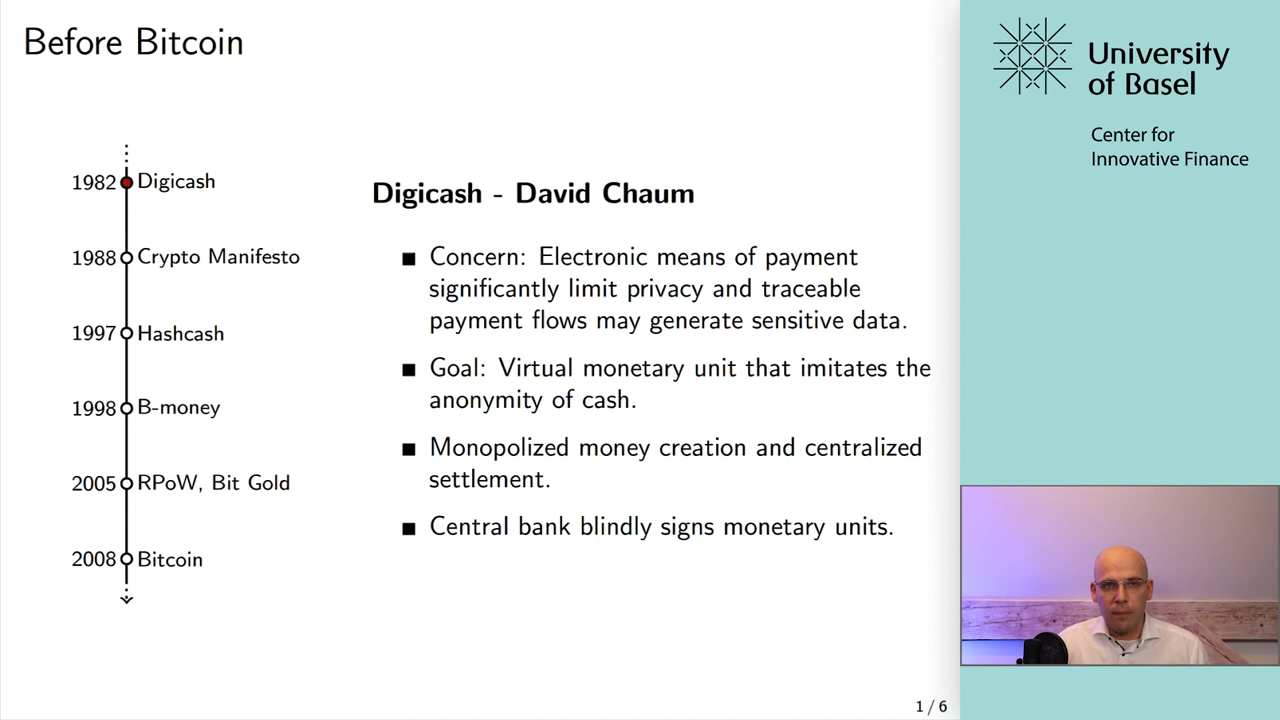 Before Bitcoin
1982 Digicash
1988 Crypto Manifesto
1997 Hashcash
1998 B-money
2005 RPoW, Bit Gold
2008 Bitcoin
Digicash - David Chaum
Concern: Electronic means of payment
significantly limit privacy and traceable
payment flows may generate sensitive data.
Goal: Virtual monetary unit that imitates the
anonymity of cash.
Monopolized money creation and centralized
settlement.
Central bank blindly signs monetary units.
1 / 6
University
of Basel
Center for
Innovative Finance